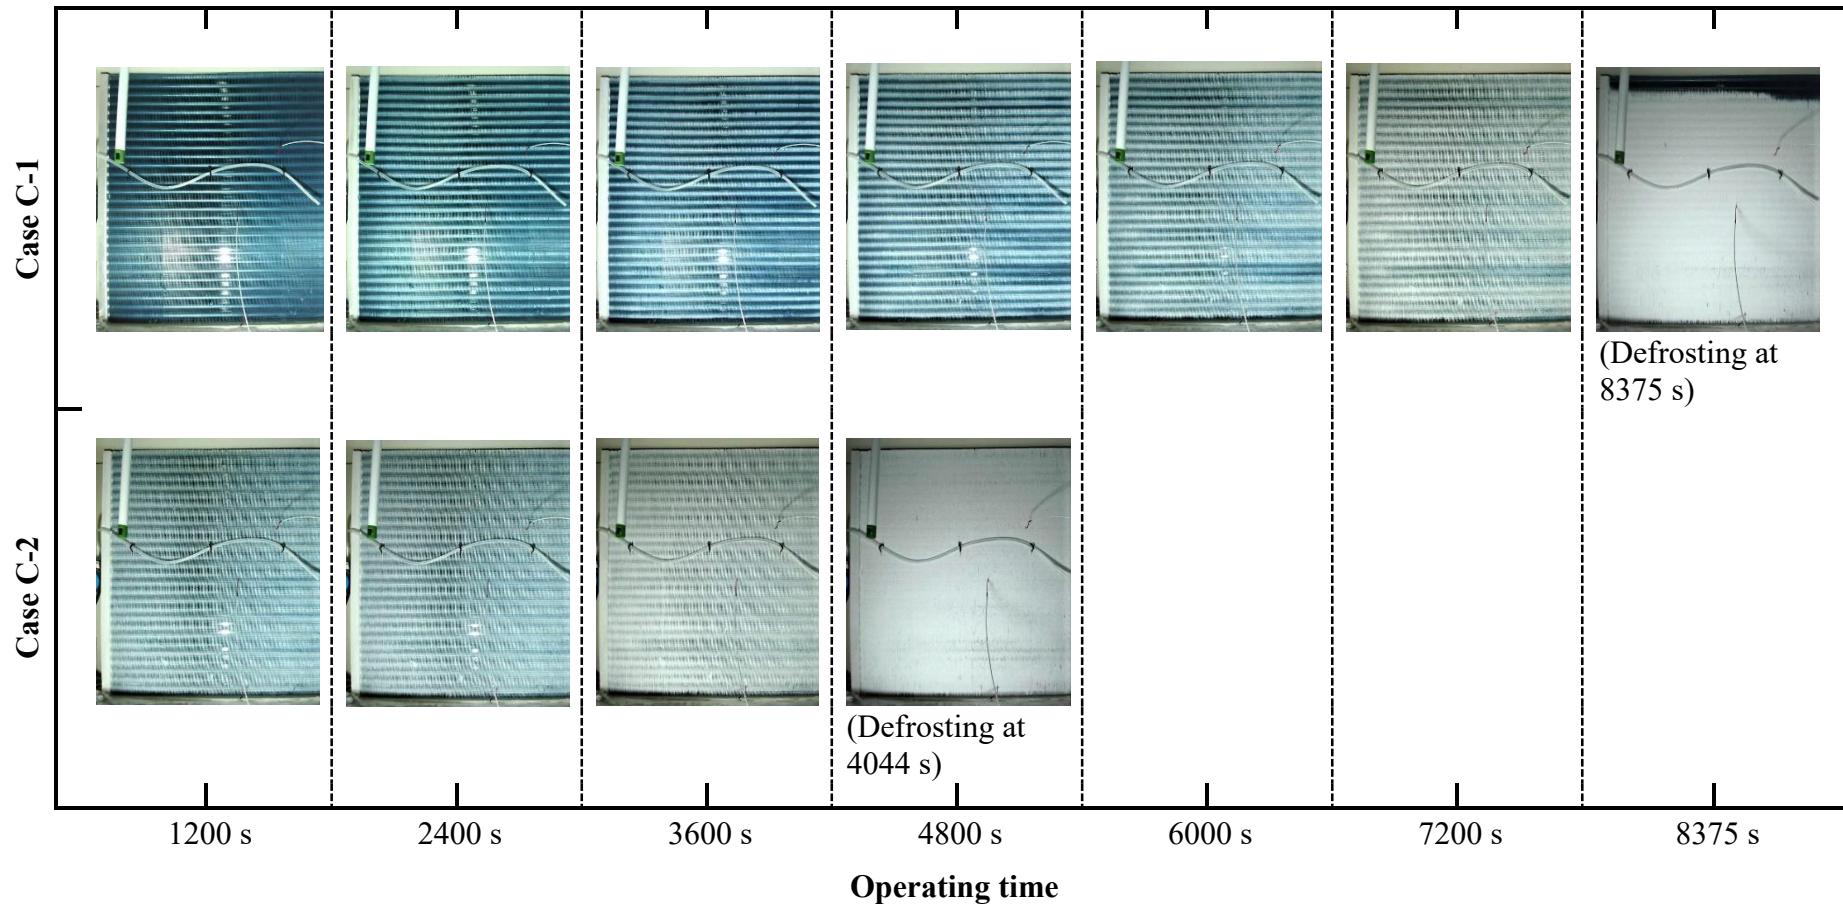 Case C-1
(Defrosting at
8375 s)
Case C-2
(Defrosting at
4044 s)
1200 s
2400 s
3600 s
4800 s
6000 s
7200 s
8375 s
Operating time